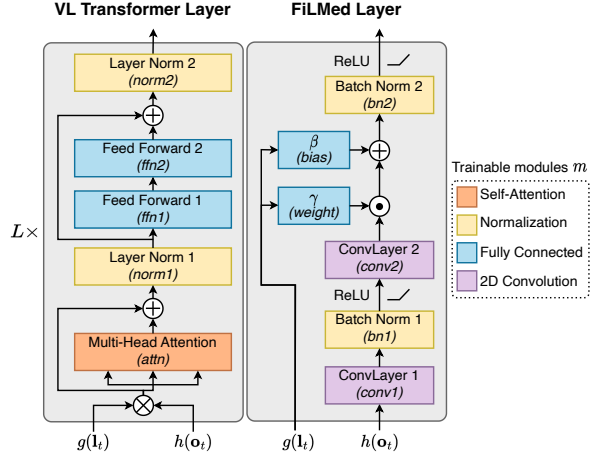 VL Transformer Layer
Layer Norm 2
(norm2)
Feed Forward 2
(ffn2)
Feed Forward 1
(ffn1)
L×
Layer Norm 1
(norm1)
Multi-Head Attention
(attn)
g(l_t)
h(o_t)
FiLMed Layer
ReLU
Batch Norm 2
(bn2)
β
(bias)
γ
(weight)
ConvLayer 2
(conv2)
ReLU
Batch Norm 1
(bn1)
ConvLayer 1
(conv1)
g(l_t)
h(o_t)
Trainable modules m
Self-Attention
Normalization
Fully Connected
2D Convolution